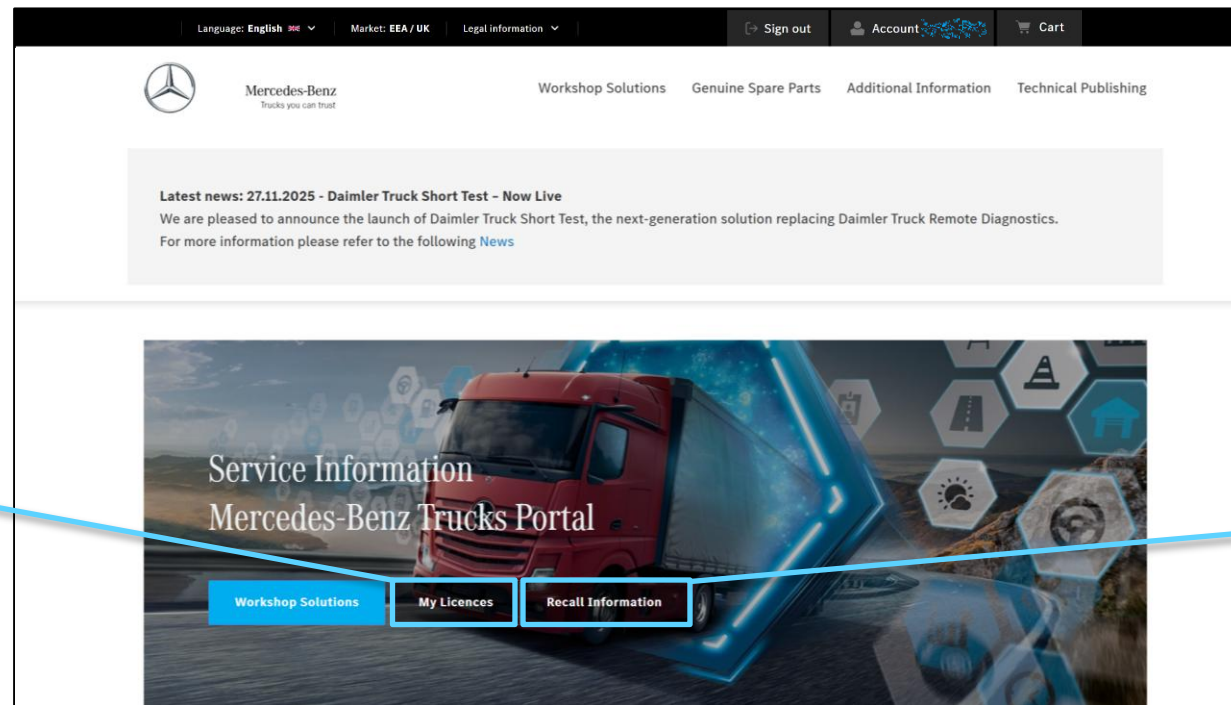 Language: English Market: EEA / UK Legal information Sign out Account Cart
Mercedes-Benz
Trucks you can trust
Workshop Solutions Genuine Spare Parts Additional Information Technical Publishing
Latest news: 27.11.2025 - Daimler Truck Short Test – Now Live
We are pleased to announce the launch of Daimler Truck Short Test, the next-generation solution replacing Daimler Truck Remote Diagnostics.
For more information please refer to the following News
Service Information
Mercedes-Benz Trucks Portal
Workshop Solutions My Licences Recall Information